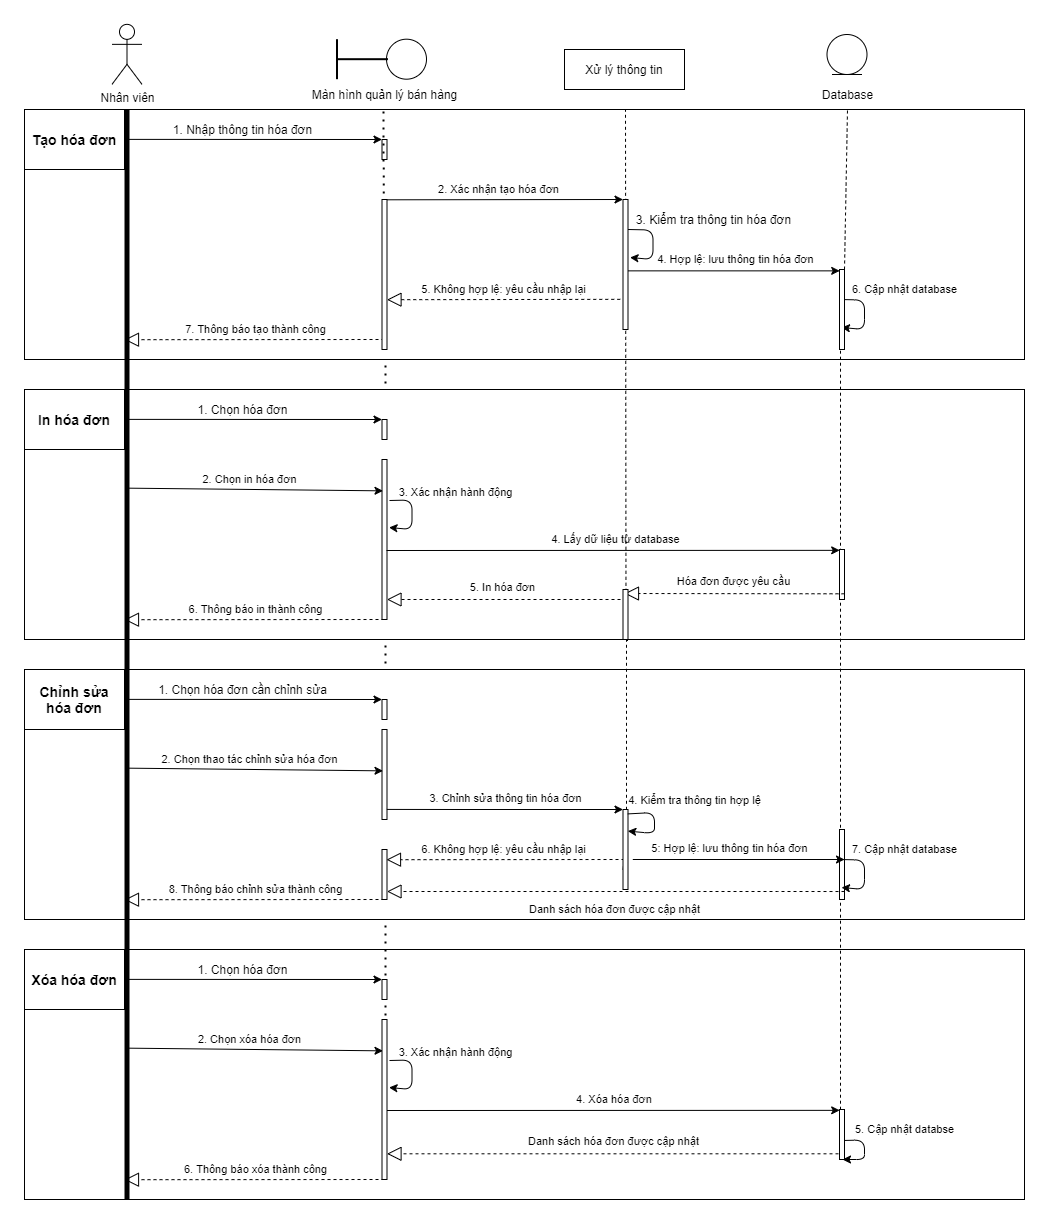 Nhân viên
Màn hình quản lý bán hàng
Xử lý thông tin
Database
Tạo hóa đơn
1. Nhập thông tin hóa đơn
2. Xác nhận tạo hóa đơn
3. Kiểm tra thông tin hóa đơn
4. Hợp lệ: lưu thông tin hóa đơn
5. Không hợp lệ: yêu cầu nhập lại
6. Cập nhật database
7. Thông báo tạo thành công
In hóa đơn
1. Chọn hóa đơn
2. Chọn in hóa đơn
3. Xác nhận hành động
4. Lấy dữ liệu từ database
Hóa đơn được yêu cầu
5. In hóa đơn
6. Thông báo in thành công
Chỉnh sửa
hóa đơn
1. Chọn hóa đơn cần chỉnh sửa
2. Chọn thao tác chỉnh sửa hóa đơn
3. Chỉnh sửa thông tin hóa đơn
4. Kiểm tra thông tin hợp lệ
6. Không hợp lệ: yêu cầu nhập lại
5: Hợp lệ: lưu thông tin hóa đơn
7. Cập nhật database
8. Thông báo chỉnh sửa thành công
Danh sách hóa đơn được cập nhật
Xóa hóa đơn
1. Chọn hóa đơn
2. Chọn xóa hóa đơn
3. Xác nhận hành động
4. Xóa hóa đơn
5. Cập nhật databse
Danh sách hóa đơn được cập nhật
6. Thông báo xóa thành công